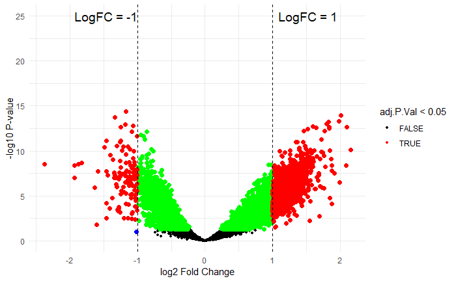 LogFC = -1
LogFC = 1
25
20
15
10
5
0
-log10 P-value
-2
-1
0
1
2
log2 Fold Change
adj.P.Val < 0.05
FALSE
TRUE